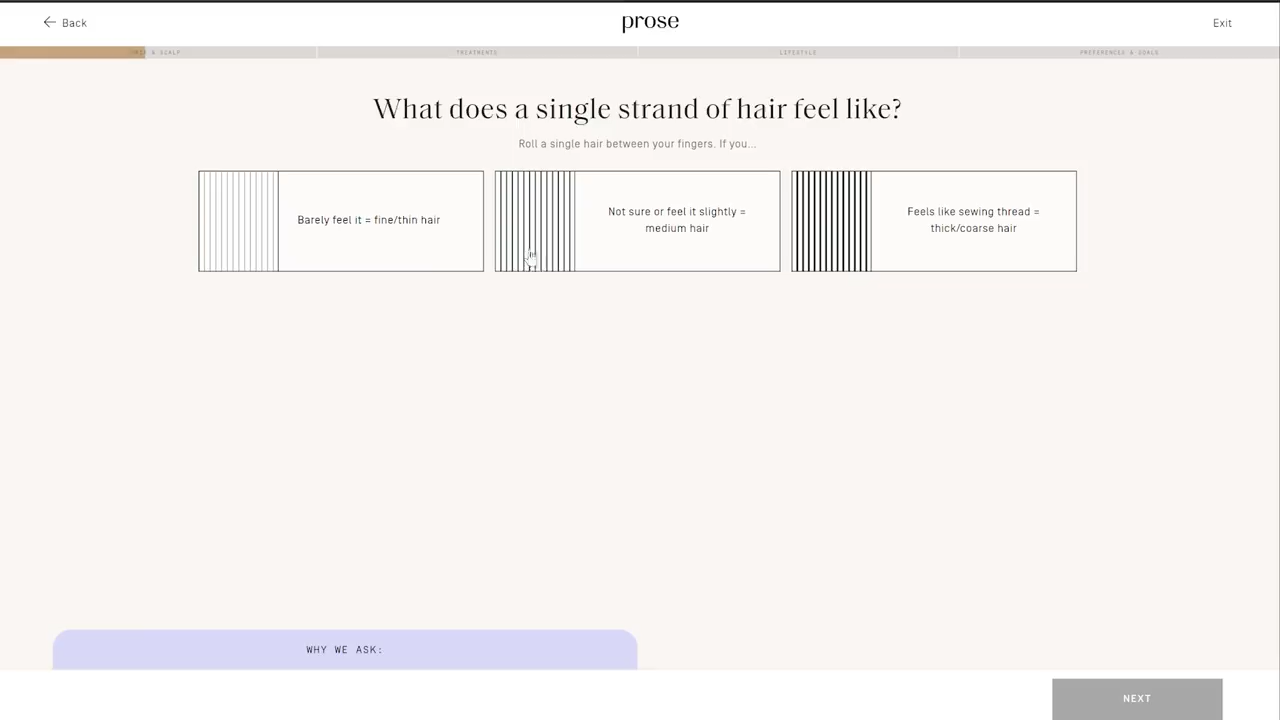 Back
prose
Exit
HAIR & SCALP
TREATMENTS
LIFESTYLE
PREFERENCES & GOALS
What does a single strand of hair feel like?
Roll a single hair between your fingers. If you...
Barely feel it = fine/thin hair
Not sure or feel it slightly =
medium hair
Feels like sewing thread =
thick/coarse hair
WHY WE ASK:
NEXT